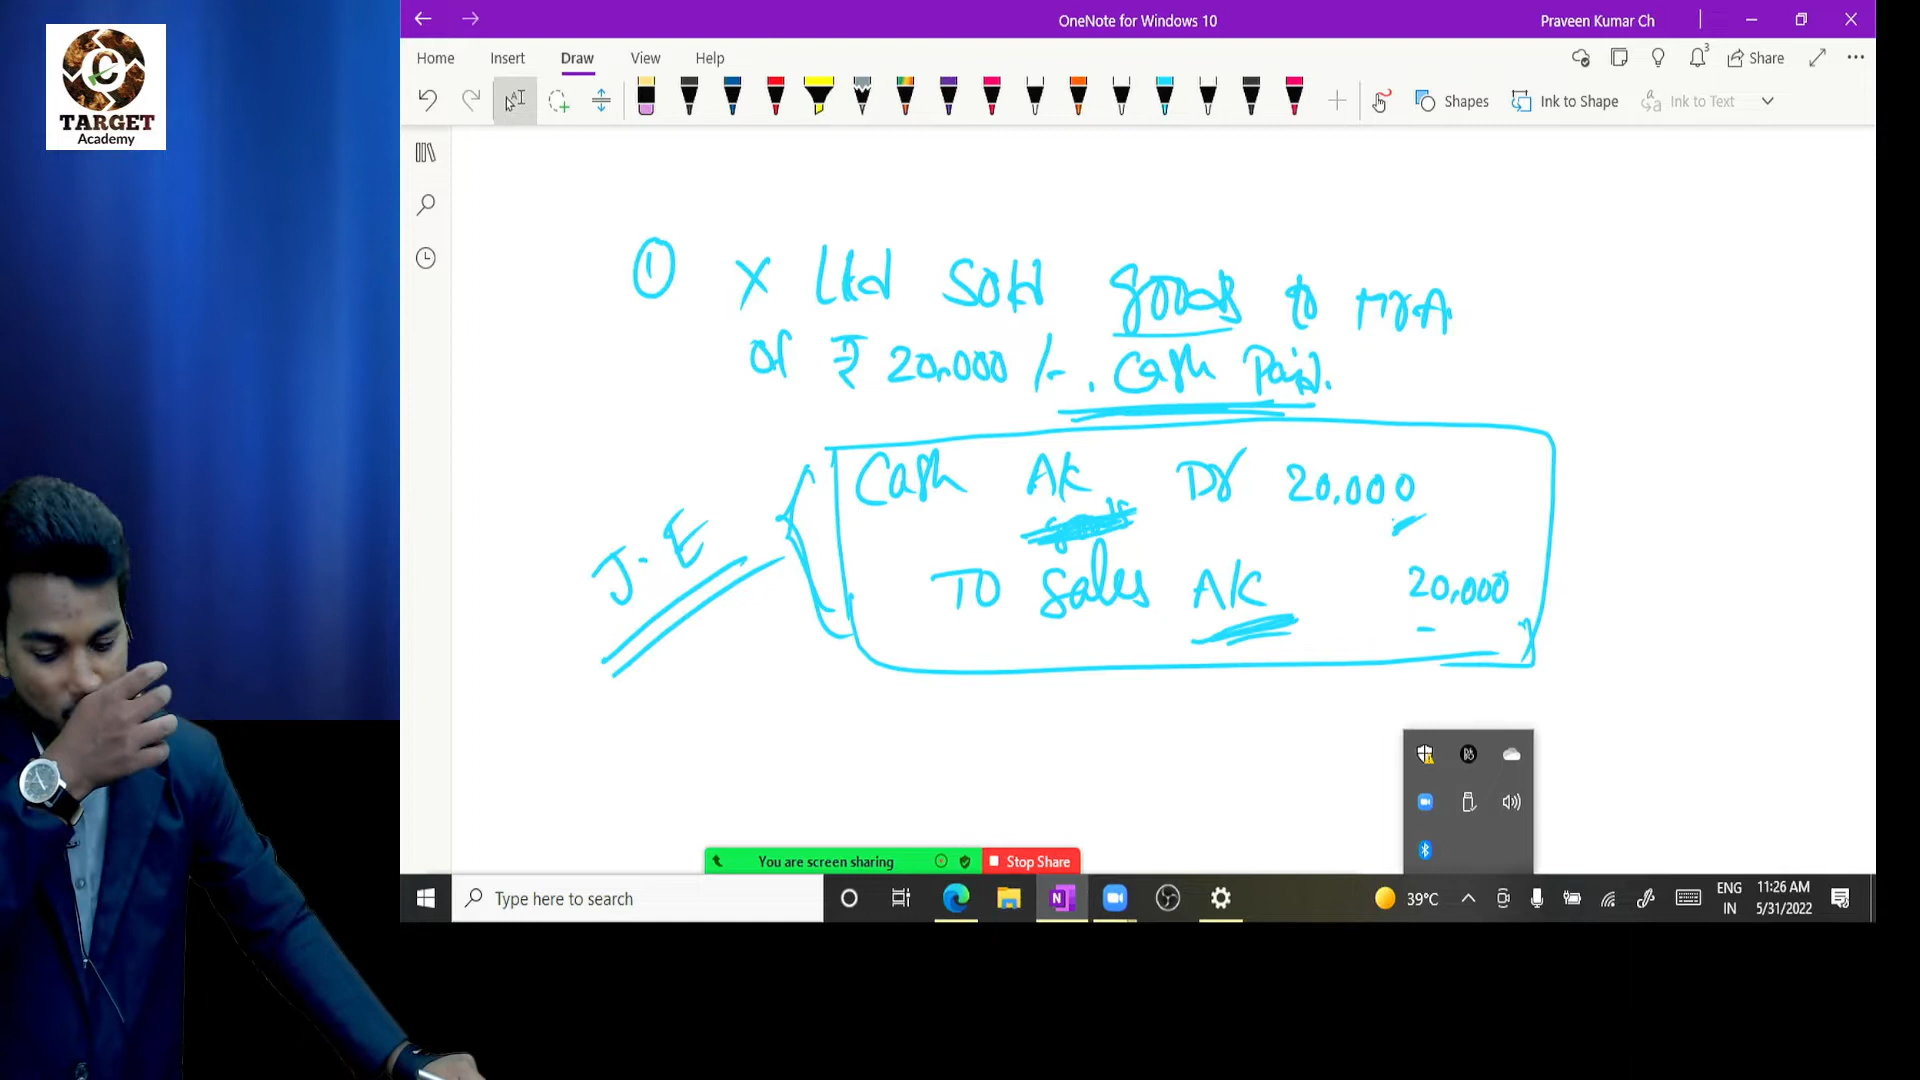 TARGET
Academy
OneNote for Windows 10
Praveen Kumar Ch
Home Insert Draw View Help
3
Share
Shapes
Ink to Shape
Ink to Text
① X Ltd Sold goods to Mr A
of ₹ 20,000 /- . Cash Paid.
Cash A/c Dr 20,000
J.E
To Sales A/c 20,000
You are screen sharing
Stop Share
Type here to search
39°C
ENG
IN
11:26 AM
5/31/2022